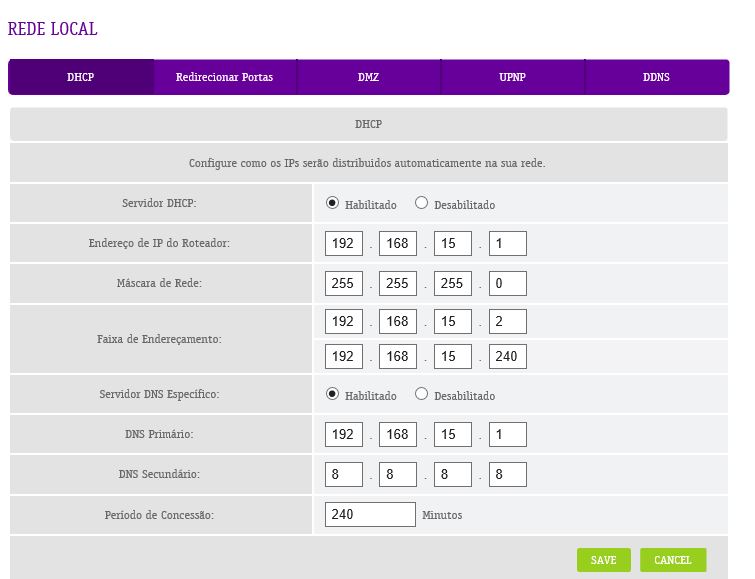 REDE LOCAL
DHCP Redirecionar Portas DMZ UPNP DDNS
DHCP
Configure como os IPs serão distribuidos automaticamente na sua rede.
Servidor DHCP: Habilitado Desabilitado
Endereço de IP do Roteador: 192 . 168 . 15 . 1
Máscara de Rede: 255 . 255 . 255 . 0
Faixa de Endereçamento: 192 . 168 . 15 . 2
192 . 168 . 15 . 240
Servidor DNS Específico: Habilitado Desabilitado
DNS Primário: 192 . 168 . 15 . 1
DNS Secundário: 8 . 8 . 8 . 8
Período de Concessão: 240 Minutos
SAVE CANCEL